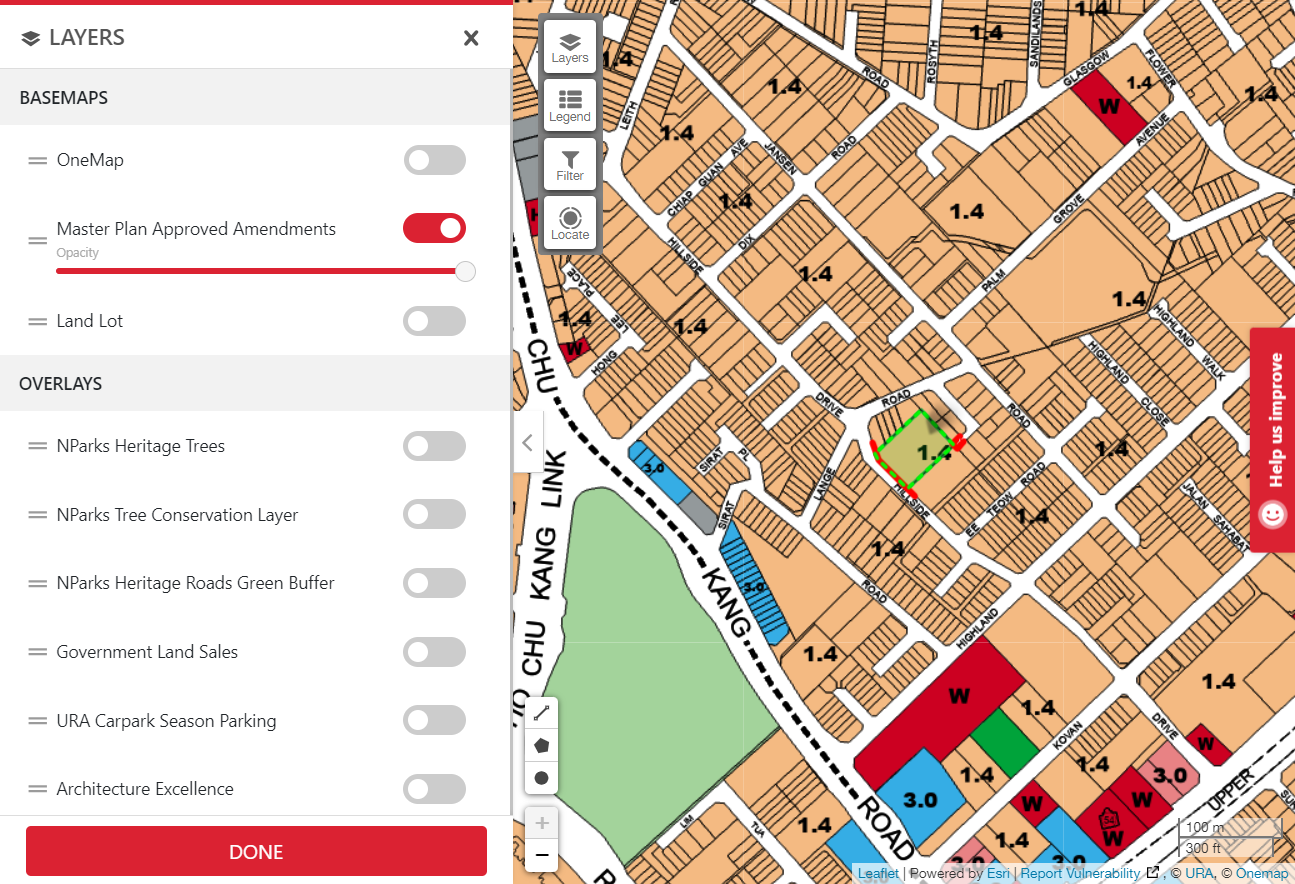 LAYERS
BASEMAPS
OneMap
Master Plan Approved Amendments
Opacity
Land Lot
OVERLAYS
NParks Heritage Trees
NParks Tree Conservation Layer
NParks Heritage Roads Green Buffer
Government Land Sales
URA Carpark Season Parking
Architecture Excellence
DONE
Layers
Legend
Filter
Locate
1.4
1.4
1.4
ROSYTH
SANDILANDS
ROAD
GLASGOW
FLOWER
1.4
W
AVENUE
1.4
1.4
LEITH
1.4
JANSEN
ROAD
CHIAP GUAN AVE
1.4
HILLSIDE
DIX
1.4
GROVE
1.4
PALM
1.4
PLACE
LEE
1.4
W
HONG
1.4
HIGHLAND
WALK
HIGHLAND
CLOSE
CHU
KANG
ROAD
DRIVE
ROAD
ROAD
1.4
1.4
SIRAT
PL
3.0
SIRAT
LANGE
HILLSIDE
EE TEOW ROAD
1.4
JALAN SAHABAT
CHU KANG LINK
1.4
3.0
ROAD
HIGHLAND
1.4
W
1.4
1.4
KOVAN
DRIVE
W
1.4
1.4
3.0
3.0
W
W
54
W
UPPER
LIM
TUA
1.4
1.4
3.0
3.0
3.0
Help us improve
100 m
300 ft
Leaflet | Powered by Esri | Report Vulnerability , © URA, © Onemap